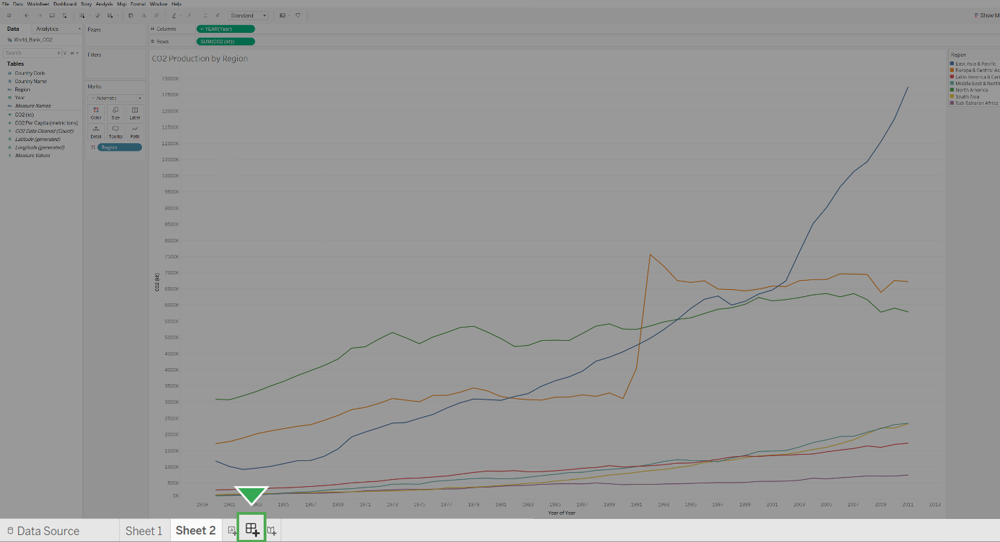 File Data Worksheet Dashboard Story Analysis Map Format Window Help
Standard
Show M
Data Analytics
World_Bank_CO2
Search
Tables
Country Code
Country Name
Region
Year
Measure Names
CO2 (kt)
CO2 Per Capita (metric tons)
CO2 Data Cleaned (Count)
Latitude (generated)
Longitude (generated)
Measure Values
Pages
Filters
Marks
Automatic
Color Size Label
Detail Tooltip Path
Region
Columns YEAR(Year)
Rows SUM(CO2 (kt))
CO2 Production by Region
13000K
12500K
12000K
11500K
11000K
10500K
10000K
9500K
9000K
8500K
8000K
7500K
7000K
6500K
6000K
5500K
5000K
4500K
4000K
3500K
3000K
2500K
2000K
1500K
1000K
500K
0K
CO2 (kt)
1959 1961 1963 1965 1967 1969 1971 1973 1975 1977 1979 1981 1983 1985 1987 1989 1991 1993 1995 1997 1999 2001 2003 2005 2007 2009 2011 2013
Year of Year
Region
East Asia & Pacific
Europe & Central As
Latin America & Car
Middle East & North
North America
South Asia
Sub-Saharan Africa
Data Source Sheet 1 Sheet 2